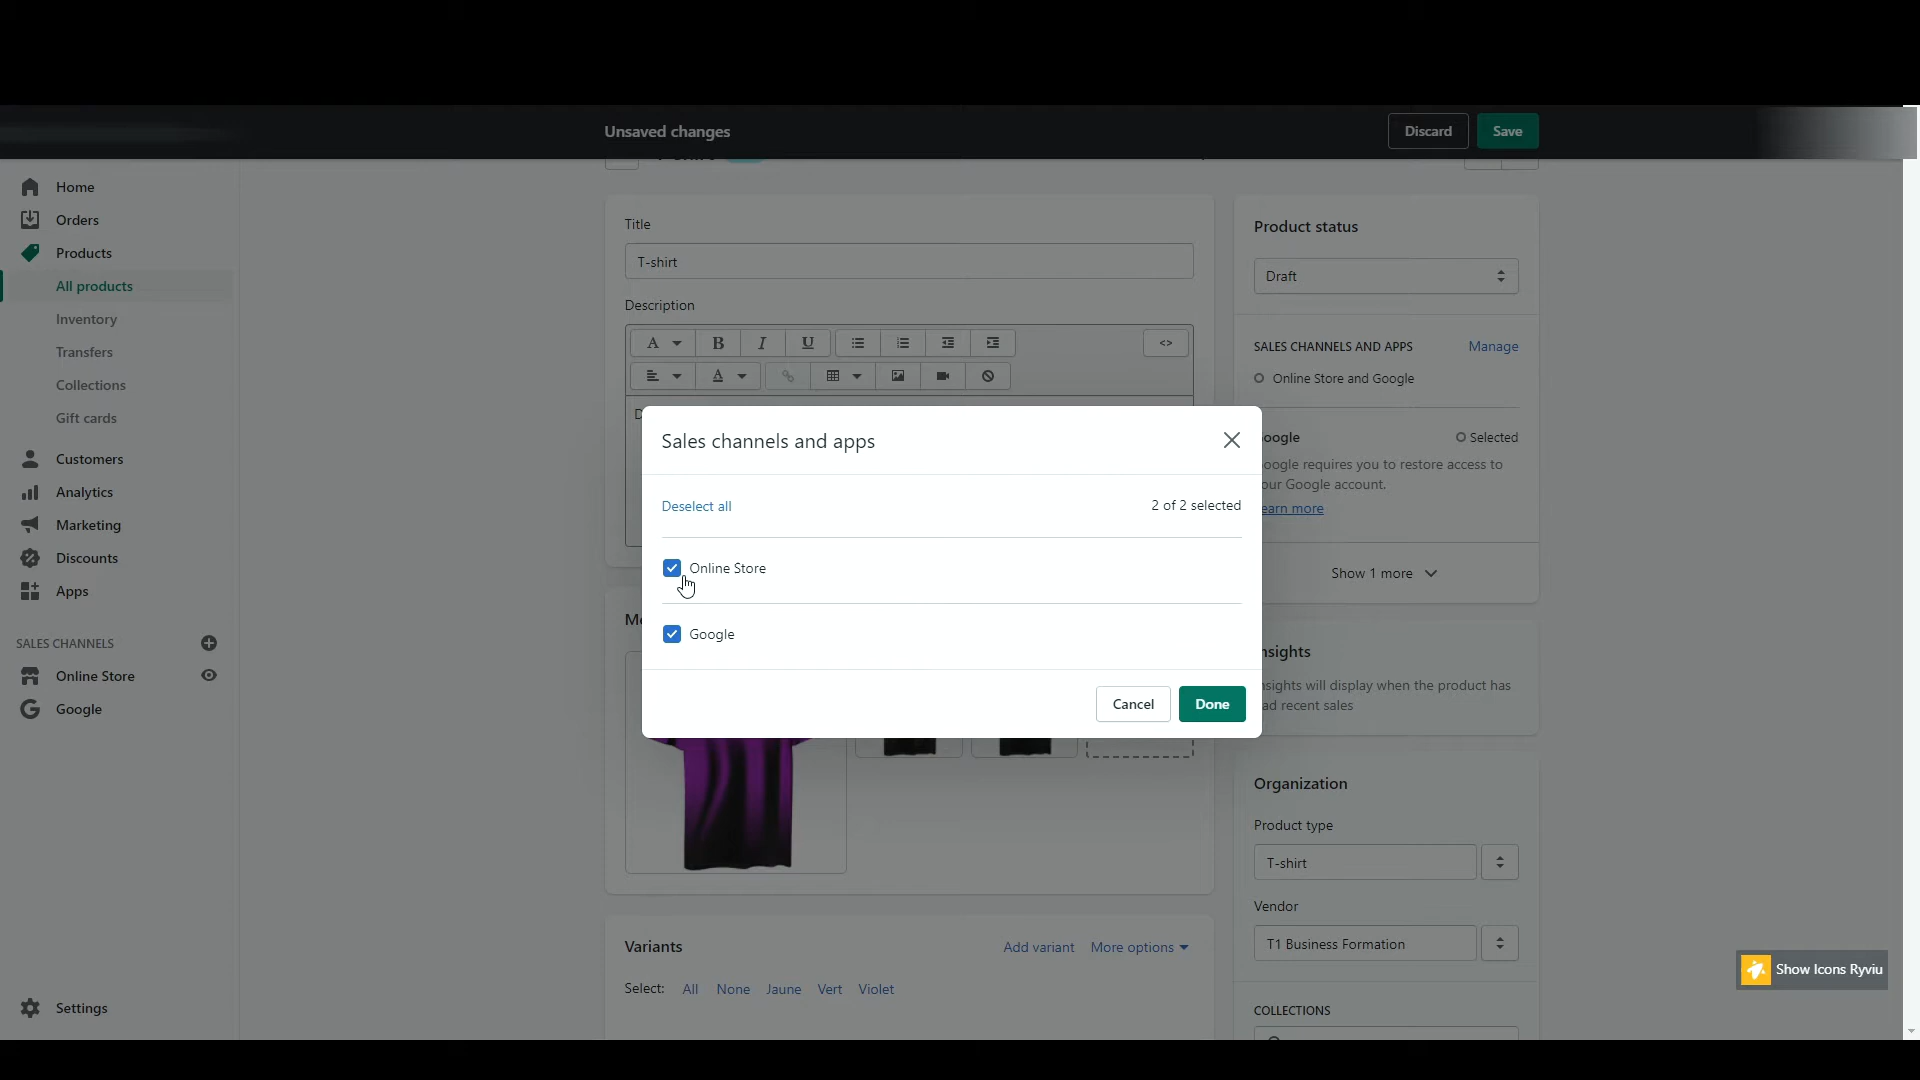 Unsaved changes
Discard
Save
Home
Orders
Products
All products
Inventory
Transfers
Collections
Gift cards
Customers
Analytics
Marketing
Discounts
Apps
SALES CHANNELS
Online Store
Google
Settings
Title
T-shirt
Description
A
B
I
U
<>
A
Sales channels and apps
Deselect all
2 of 2 selected
Online Store
Google
Cancel
Done
Variants
Add variant
More options
Select: All None Jaune Vert Violet
Product status
Draft
SALES CHANNELS AND APPS
Manage
Online Store and Google
oogle
Selected
oogle requires you to restore access to
our Google account.
earn more
Show 1 more
nsights
nsights will display when the product has
ad recent sales
Organization
Product type
T-shirt
Vendor
T1 Business Formation
COLLECTIONS
Show Icons Ryviu